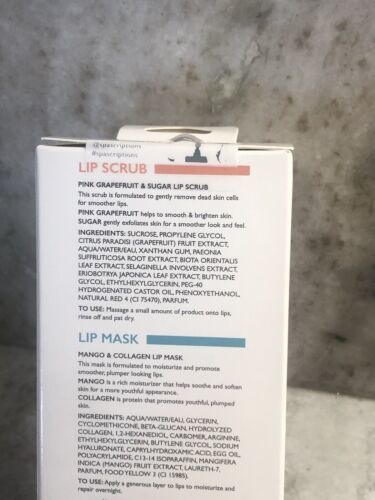 @spascriptions
#spascriptions
LIP SCRUB
PINK GRAPEFRUIT & SUGAR LIP SCRUB
This scrub is formulated to gently remove dead skin cells
for smoother lips.
PINK GRAPEFRUIT helps to smooth & brighten skin.
SUGAR gently exfoliates skin for a smoother look and feel.
INGREDIENTS: SUCROSE, PROPYLENE GLYCOL,
CITRUS PARADISI (GRAPEFRUIT) FRUIT EXTRACT,
AQUA/WATER/EAU, XANTHAN GUM, PAEONIA
SUFFRUTICOSA ROOT EXTRACT, BIOTA ORIENTALIS
LEAF EXTRACT, SELAGINELLA INVOLVENS EXTRACT,
ERIOBOTRYA JAPONICA LEAF EXTRACT, BUTYLENE
GLYCOL, ETHYLHEXYLGLYCERIN, PEG-40
HYDROGENATED CASTOR OIL, PHENOXYETHANOL,
NATURAL RED 4 (CI 75470), PARFUM.
TO USE: Massage a small amount of product onto lips,
rinse off and pat dry.
LIP MASK
MANGO & COLLAGEN LIP MASK
This mask is formulated to moisturize and promote
smoother, plumper looking lips.
MANGO is a rich moisturizer that helps soothe and soften
skin for a more youthful appearance.
COLLAGEN is protein that promotes youthful, plumped
skin.
INGREDIENTS: AQUA/WATER/EAU, GLYCERIN,
CYCLOMETHICONE, BETA-GLUCAN, HYDROLYZED
COLLAGEN, 1,2-HEXANEDIOL, CARBOMER, ARGININE,
ETHYLHEXYLGLYCERIN, BUTYLENE GLYCOL, SODIUM
HYALURONATE, CAPRYLHYDROXAMIC ACID, EGG OIL,
POLYACRYLAMIDE, C13-14 ISOPARAFFIN, MANGIFERA
INDICA (MANGO) FRUIT EXTRACT, LAURETH-7,
PARFUM, FOOD YELLOW 3 (CI 15985).
TO USE: Apply a generous layer to lips to moisturize and
repair overnight.